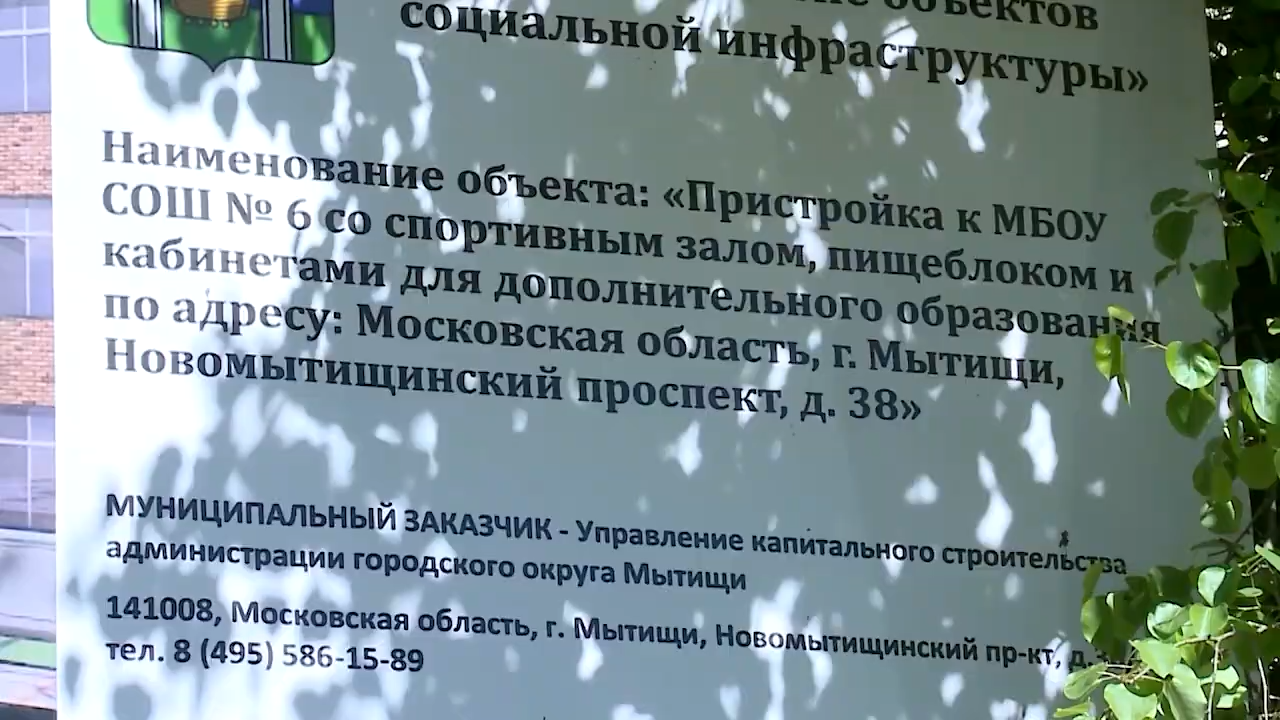 объектов
социальной инфраструктуры»
Наименование объекта: «Пристройка к МБОУ
СОШ № 6 со спортивным залом, пищеблоком и
кабинетами для дополнительного образования
по адресу: Московская область, г. Мытищи,
Новомытищинский проспект, д. 38»
МУНИЦИПАЛЬНЫЙ ЗАКАЗЧИК - Управление капитального строительства
администрации городского округа Мытищи
141008, Московская область, г. Мытищи, Новомытищинский пр-кт, д.
тел. 8 (495) 586-15-89